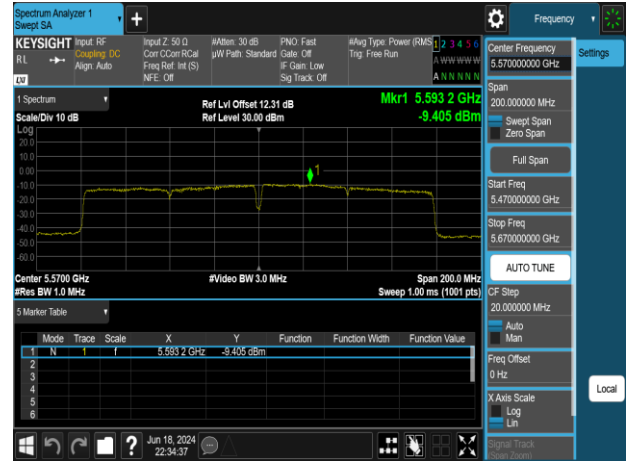 Spectrum Analyzer 1
Swept SA
+
Frequency
KEYSIGHT
RL
LXI
Input: RF
Coupling: DC
Align: Auto
Input Z: 50 Ω
Corr CCorr RCal
Freq Ref: Int (S)
NFE: Off
#Atten: 30 dB
µW Path: Standard
PNO: Fast
Gate: Off
IF Gain: Low
Sig Track: Off
#Avg Type: Power (RMS)
Trig: Free Run
1 2 3 4 5 6
A W W W W W
A N N N N N
1 Spectrum
Scale/Div 10 dB
Ref Lvl Offset 12.31 dB
Ref Level 30.00 dBm
Mkr1 5.593 2 GHz
-9.405 dBm
Log
20.0
10.0
0.00
-10.0
-20.0
-30.0
-40.0
-50.0
-60.0
1
Center 5.5700 GHz
#Res BW 1.0 MHz
#Video BW 3.0 MHz
Span 200.0 MHz
Sweep 1.00 ms (1001 pts)
5 Marker Table
Mode Trace Scale X Y Function Function Width Function Value
1 N 1 f 5.593 2 GHz -9.405 dBm
2
3
4
5
6
?
Jun 18, 2024
22:34:37
Center Frequency
5.570000000 GHz
Settings
Span
200.000000 MHz
Swept Span
Zero Span
Full Span
Start Freq
5.470000000 GHz
Stop Freq
5.670000000 GHz
AUTO TUNE
CF Step
20.000000 MHz
Auto
Man
Freq Offset
0 Hz
X Axis Scale
Log
Lin
Local
Signal Track
(Span Zoom)